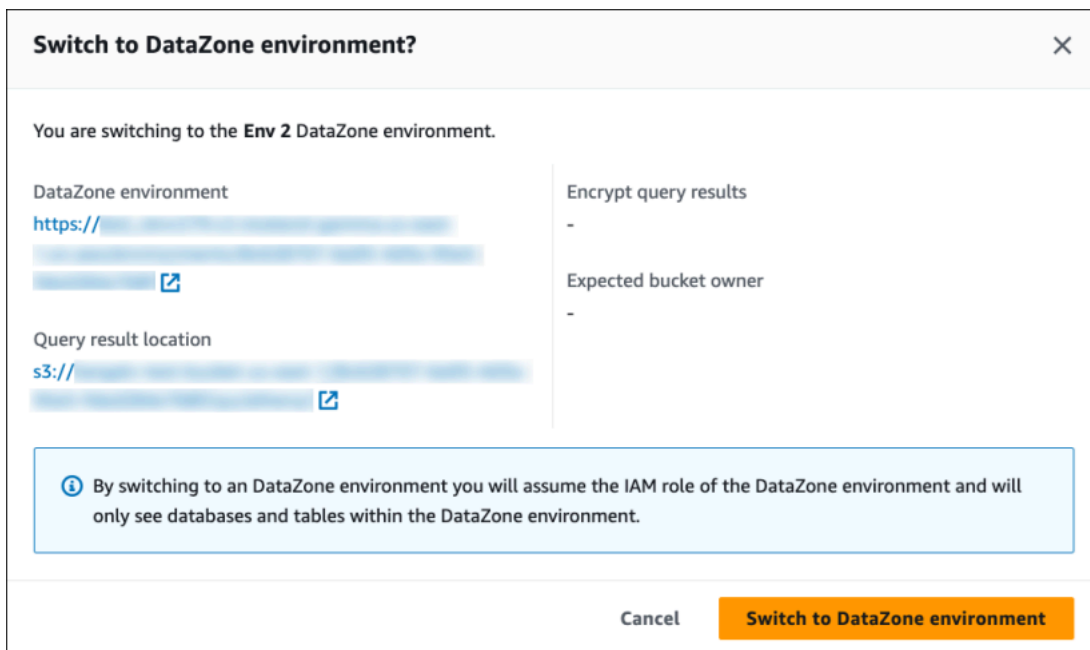 Switch to DataZone environment?
You are switching to the Env 2 DataZone environment.
DataZone environment
https://
Query result location
s3://
Encrypt query results
-
Expected bucket owner
-
By switching to an DataZone environment you will assume the IAM role of the DataZone environment and will
only see databases and tables within the DataZone environment.
Cancel
Switch to DataZone environment